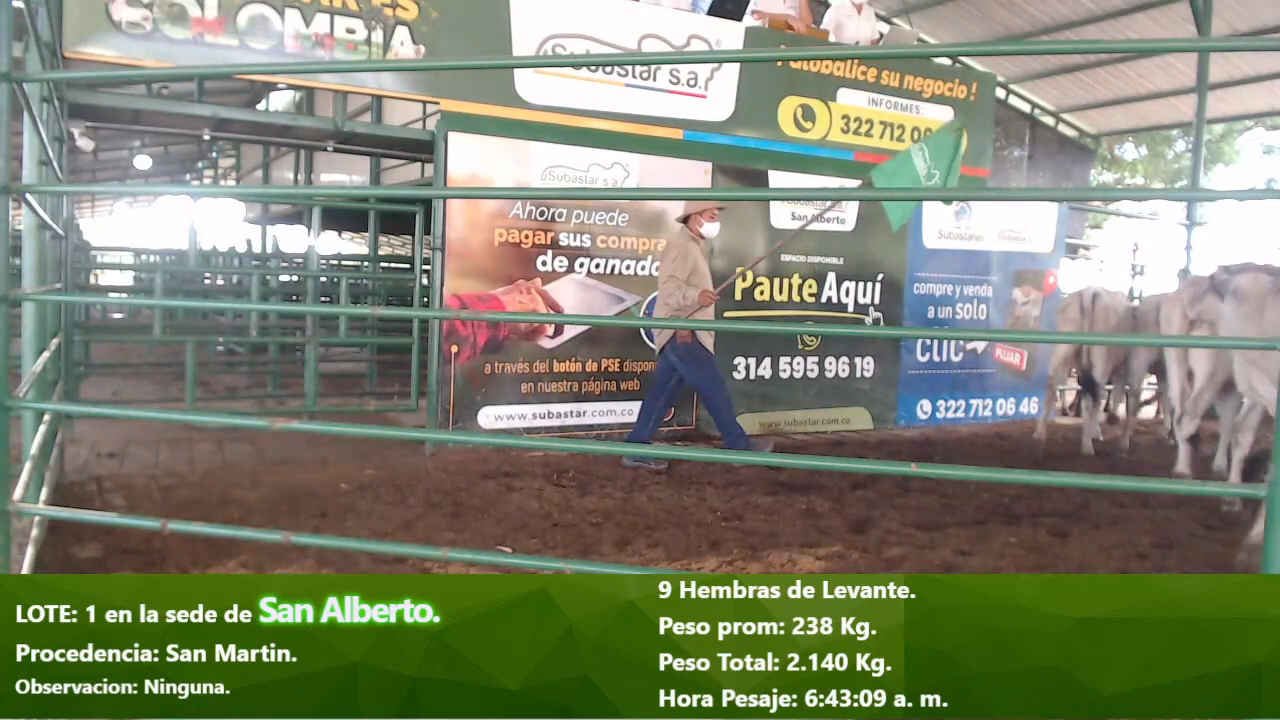 COLOMBIA
Subastar s.a.
¡Globalice su negocio!
INFORMES:
322 712 0
Subastar s.a.
Ahora puede
pagar sus compra
de ganado
a través del botón de PSE dispon
en nuestra página web
www.subastar.com.co
Subastar s.a.
San Alberto
ESPACIO DISPONIBLE
Paute Aquí
314 595 96 19
www.subastar.com.co
Subastanet
compre y venda
a un solo
clic
PUJAR
322 712 06 46
LOTE: 1 en la sede de San Alberto.
Procedencia: San Martin.
Observacion: Ninguna.
9 Hembras de Levante.
Peso prom: 238 Kg.
Peso Total: 2.140 Kg.
Hora Pesaje: 6:43:09 a. m.